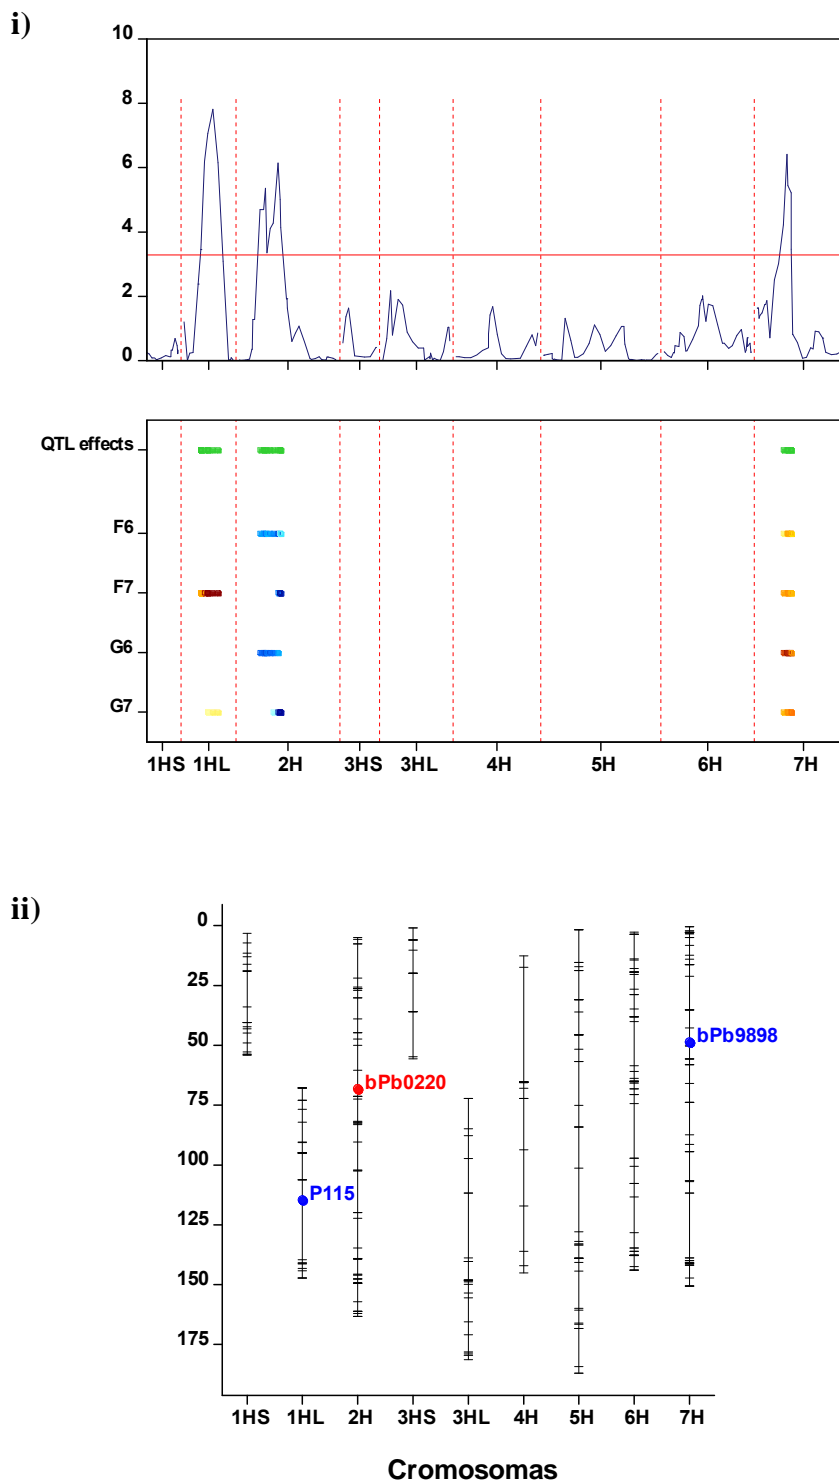 i)
10
8
6
4
2
0
QTL effects
F6
F7
G6
G7
1HS 1HL 2H 3HS 3HL 4H 5H 6H 7H
ii)
0
25
50
75
100
125
150
175
bPb9898
bPb0220
P115
1HS 1HL 2H 3HS 3HL 4H 5H 6H 7H
Cromosomas